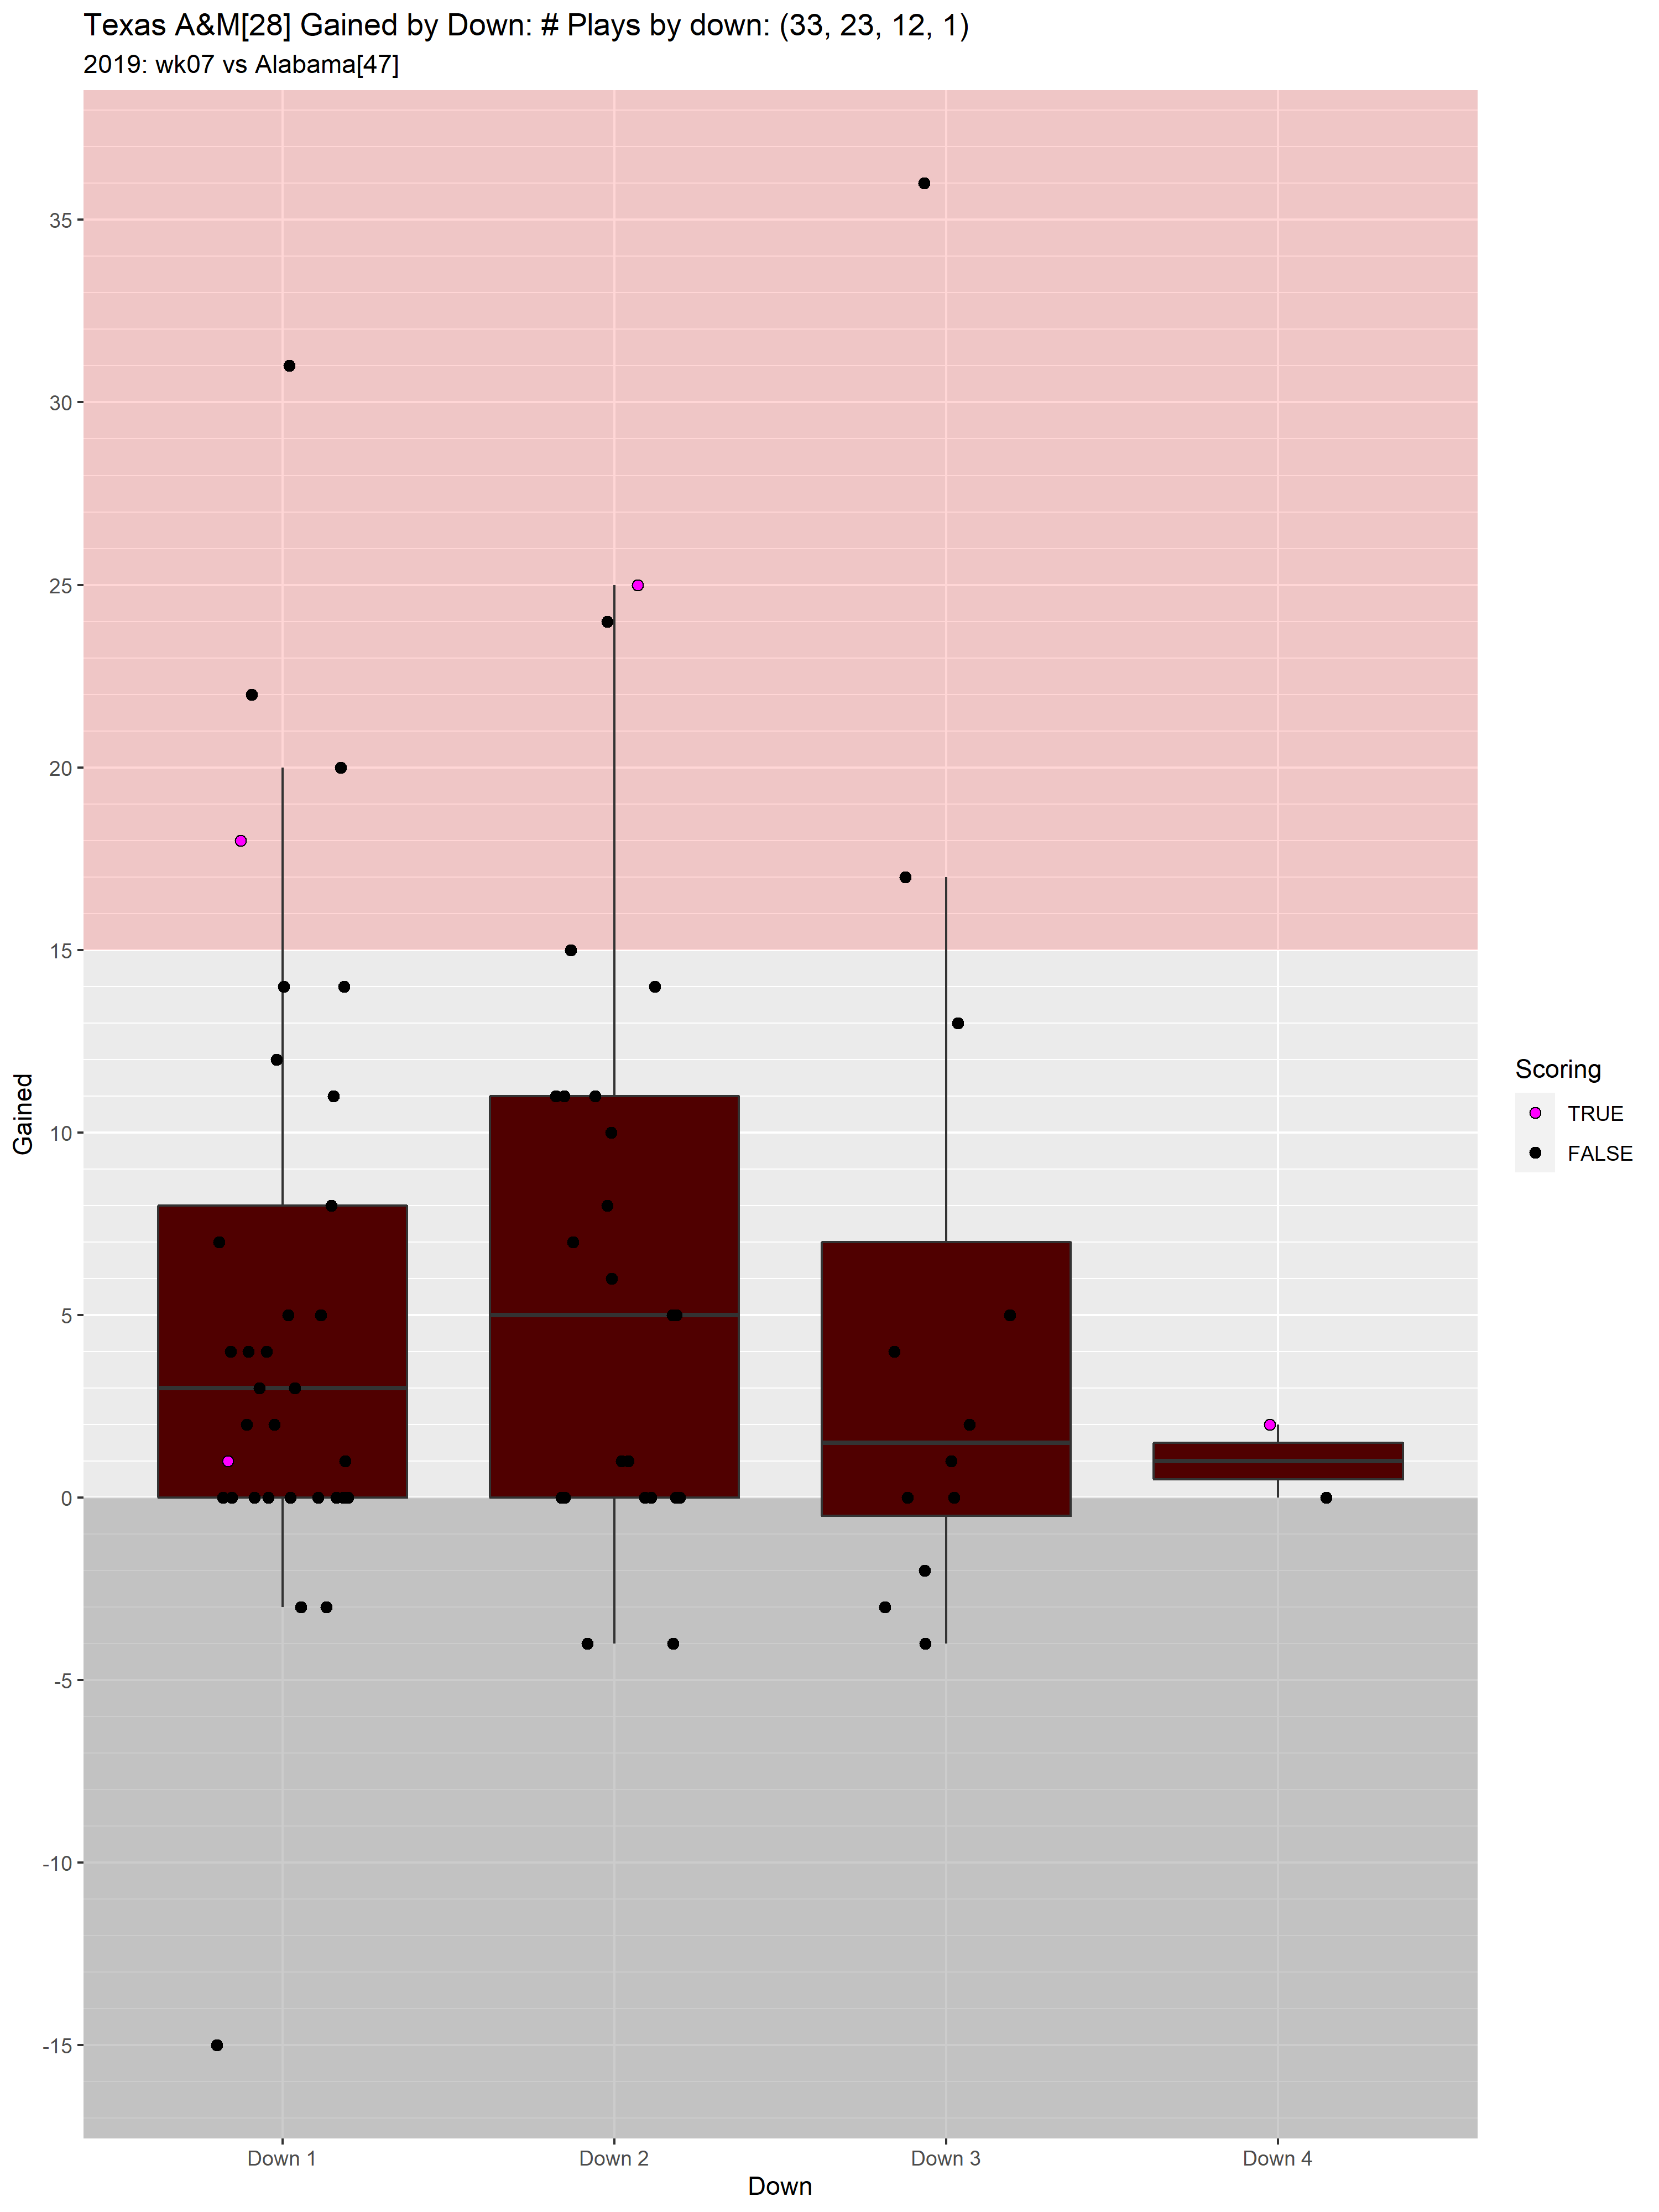 Texas A&M[28] Gained by Down: # Plays by down: (33, 23, 12, 1)
2019: wk07 vs Alabama[47]
Gained
35
30
25
20
15
10
5
0
-5
-10
-15
Down 1
Down 2
Down 3
Down 4
Down
Scoring
TRUE
FALSE